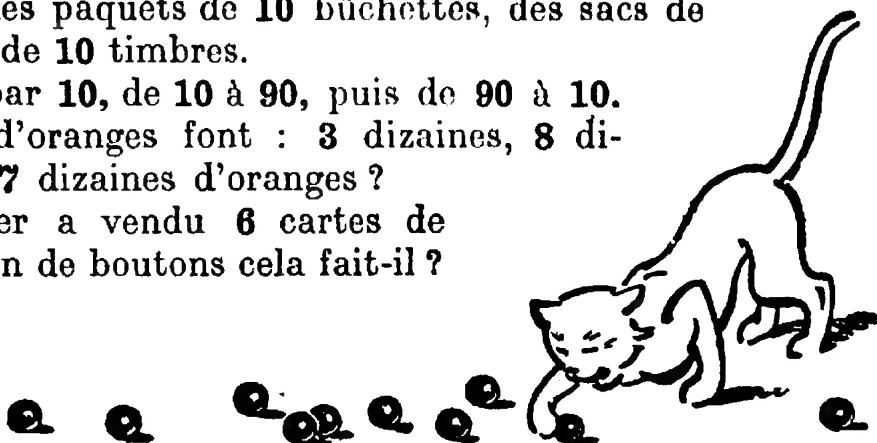 es paquets de 10 bûchettes, des sacs de
de 10 timbres.
ar 10, de 10 à 90, puis de 90 à 10.
d'oranges font : 3 dizaines, 8 di-
7 dizaines d'oranges ?
er a vendu 6 cartes de
n de boutons cela fait-il ?